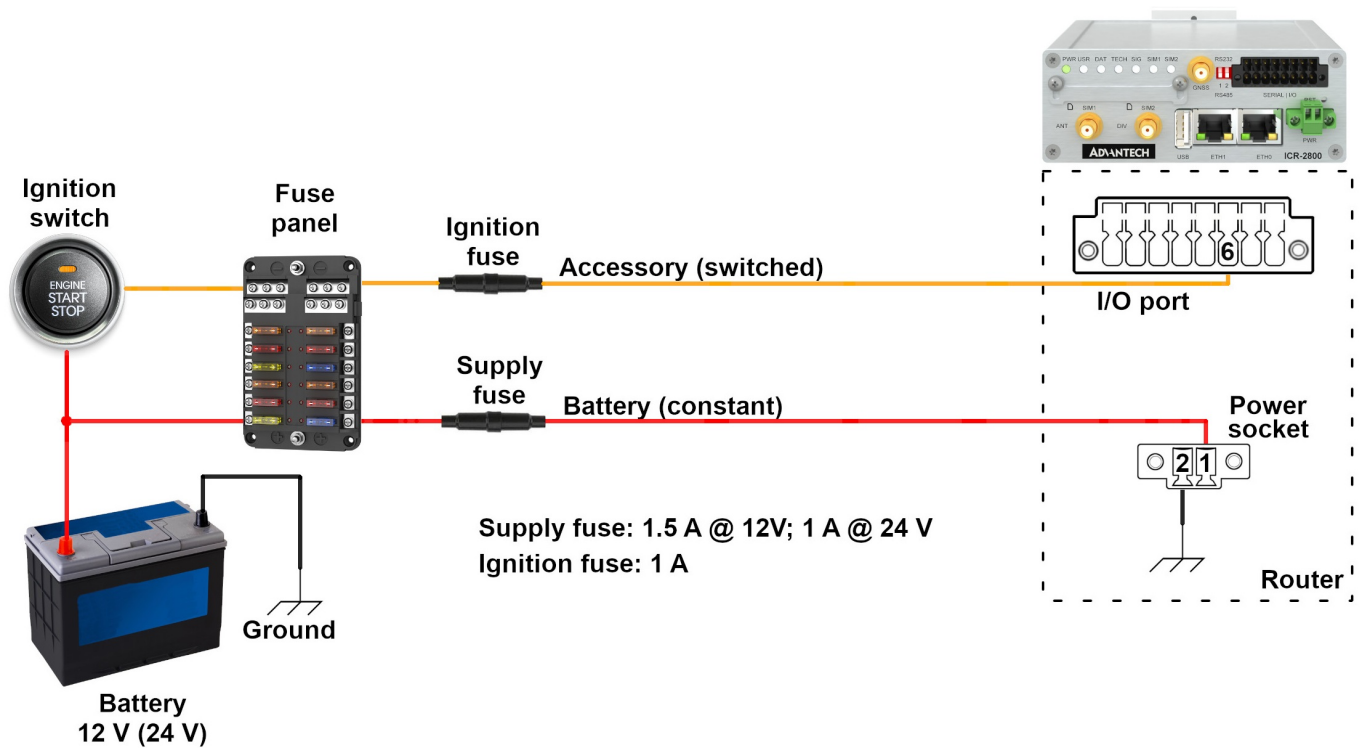 PWR USR DAT TECH SIG SIM1 SIM2
RS232
GNSS
1 2
RS485
SERIAL | I/O
RST
SIM1
SIM2
ANT
DIV
PWR
ADVANTECH
USB
ETH1
ETH0
ICR-2800
Ignition
switch
ENGINE
START
STOP
Fuse
panel
Ignition
fuse
Accessory (switched)
6
I/O port
Supply
fuse
Battery (constant)
Power
socket
2 1
Supply fuse: 1.5 A @ 12V; 1 A @ 24 V
Ignition fuse: 1 A
Router
Ground
Battery
12 V (24 V)